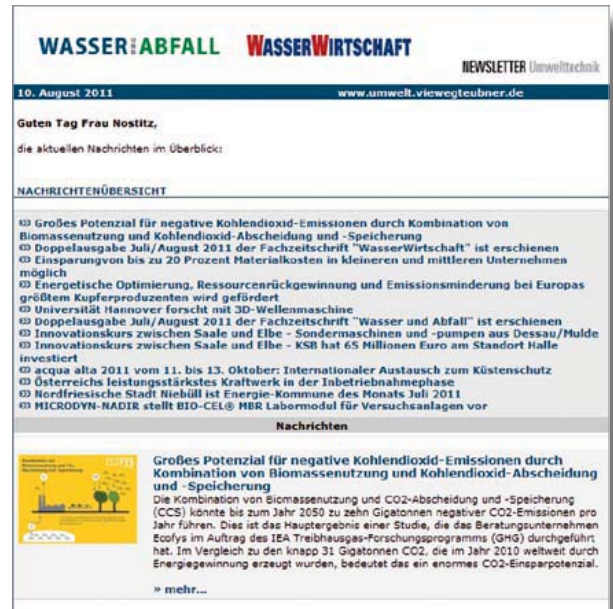 WASSER UND ABFALL WASSERWIRTSCHAFT
NEWSLETTER Umwelttechnik
10. August 2011 www.umwelt.viewegteubner.de
Guten Tag Frau Nostitz,
die aktuellen Nachrichten im Überblick:
NACHRICHTENÜBERSICHT
Großes Potenzial für negative Kohlendioxid-Emissionen durch Kombination von
Biomassenutzung und Kohlendioxid-Abscheidung und -Speicherung
Doppelausgabe Juli/August 2011 der Fachzeitschrift "WasserWirtschaft" ist erschienen
Einsparungvon bis zu 20 Prozent Materialkosten in kleineren und mittleren Unternehmen
möglich
Energetische Optimierung, Ressourcenrückgewinnung und Emissionsminderung bei Europas
größtem Kupferproduzenten wird gefördert
Universität Hannover forscht mit 3D-Wellenmaschine
Doppelausgabe Juli/August 2011 der Fachzeitschrift "Wasser und Abfall" ist erschienen
Innovationskurs zwischen Saale und Elbe - Sondermaschinen und -pumpen aus Dessau/Mulde
Innovationskurs zwischen Saale und Elbe - KSB hat 65 Millionen Euro am Standort Halle
investiert
acqua alta 2011 vom 11. bis 13. Oktober: Internationaler Austausch zum Küstenschutz
Österreichs leistungsstärkstes Kraftwerk in der Inbetriebnahmephase
Nordfriesische Stadt Niebüll ist Energie-Kommune des Monats Juli 2011
MICRODYN-NADIR stellt BIO-CEL® MBR Labormodul für Versuchsanlagen vor
Nachrichten
Großes Potenzial für negative Kohlendioxid-Emissionen durch
Kombination von Biomassenutzung und Kohlendioxid-Abscheidung
und -Speicherung
Die Kombination von Biomassenutzung und CO2-Abscheidung und -Speicherung
(CCS) könnte bis zum Jahr 2050 zu zehn Gigatonnen negativer CO2-Emissionen pro
Jahr führen. Dies ist das Hauptergebnis einer Studie, die das Beratungsunternehmen
Ecofys im Auftrag des IEA Treibhausgas-Forschungsprogramms (GHG) durchgeführt
hat. Im Vergleich zu den knapp 31 Gigatonnen CO2, die im Jahr 2010 weltweit durch
Energiegewinnung erzeugt wurden, bedeutet das ein enormes CO2-Einsparpotenzial.
» mehr...